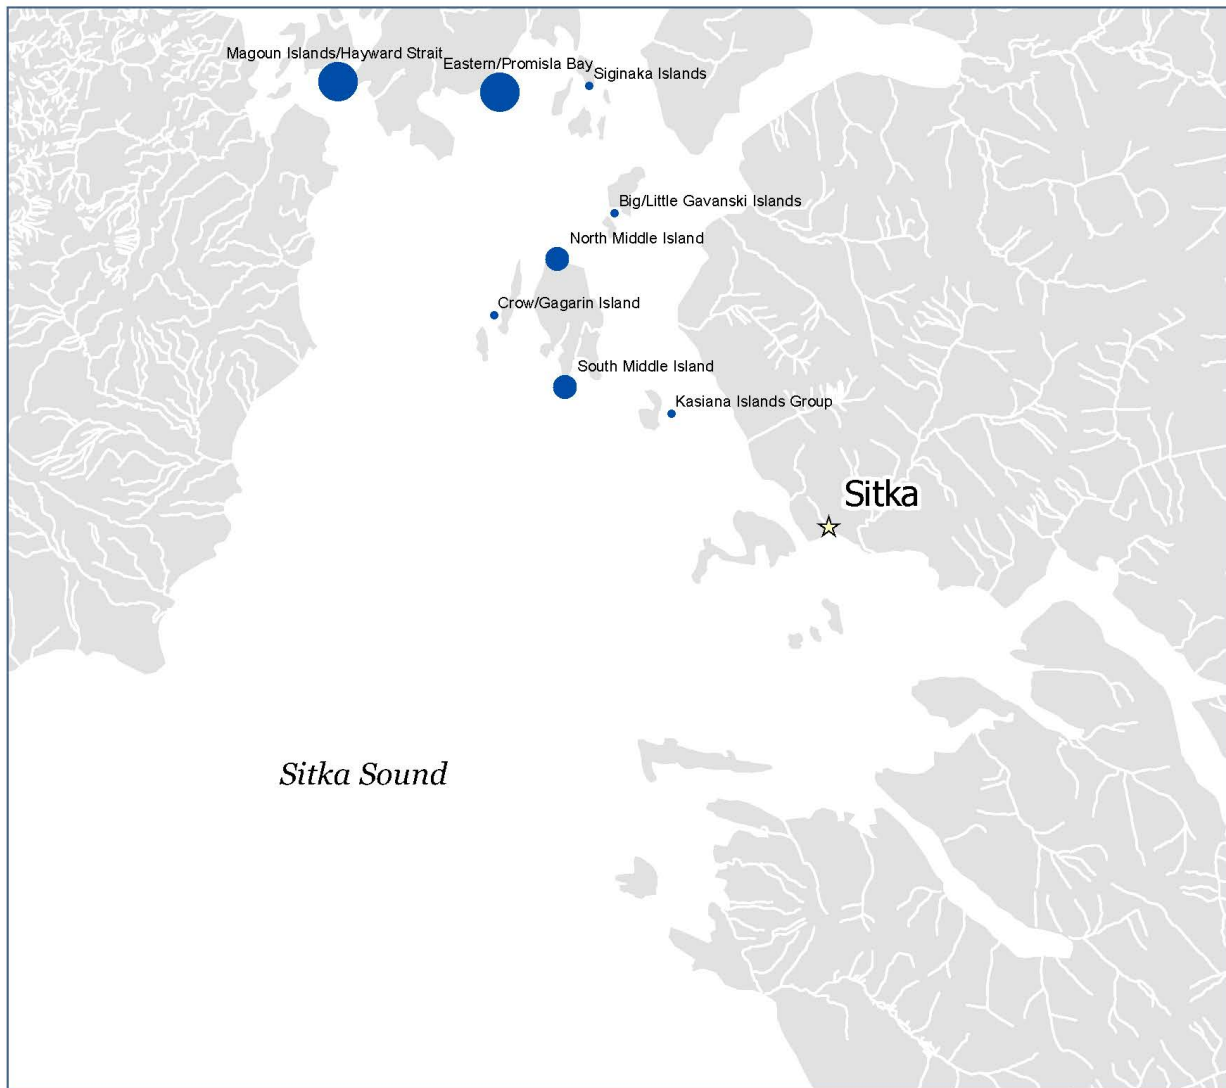 Magoun Islands/Hayward Strait
Eastern/Promisla Bay
Siginaka Islands
Big/Little Gavanski Islands
North Middle Island
Crow/Gagarin Island
South Middle Island
Kasiana Islands Group
Sitka
Sitka Sound